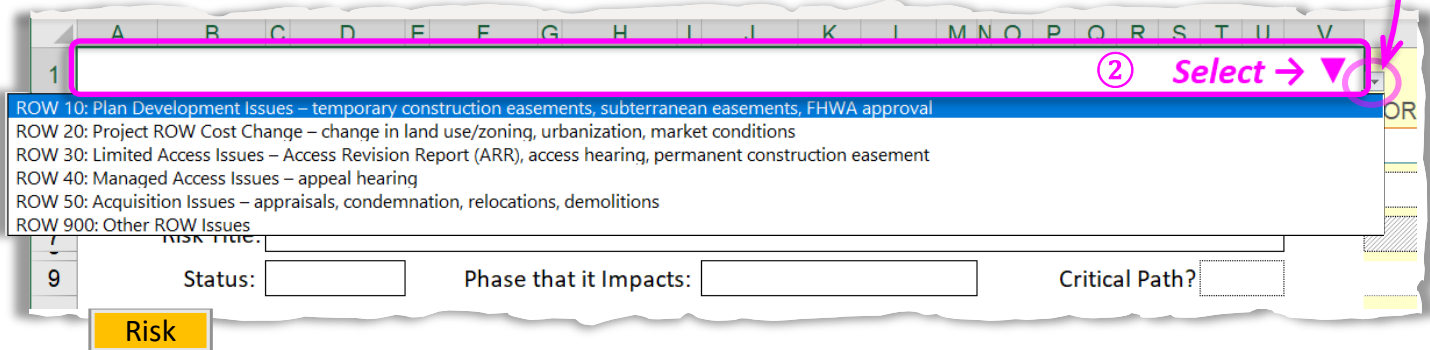 A B C D E F G H I J K L M N O P Q R S T U V
1 ② Select → ▼
ROW 10: Plan Development Issues – temporary construction easements, subterranean easements, FHWA approval
OR
ROW 20: Project ROW Cost Change – change in land use/zoning, urbanization, market conditions
ROW 30: Limited Access Issues – Access Revision Report (ARR), access hearing, permanent construction easement
ROW 40: Managed Access Issues – appeal hearing
ROW 50: Acquisition Issues – appraisals, condemnation, relocations, demolitions
ROW 900: Other ROW Issues
7 Risk Title:
9 Status: Phase that it Impacts: Critical Path?
Risk